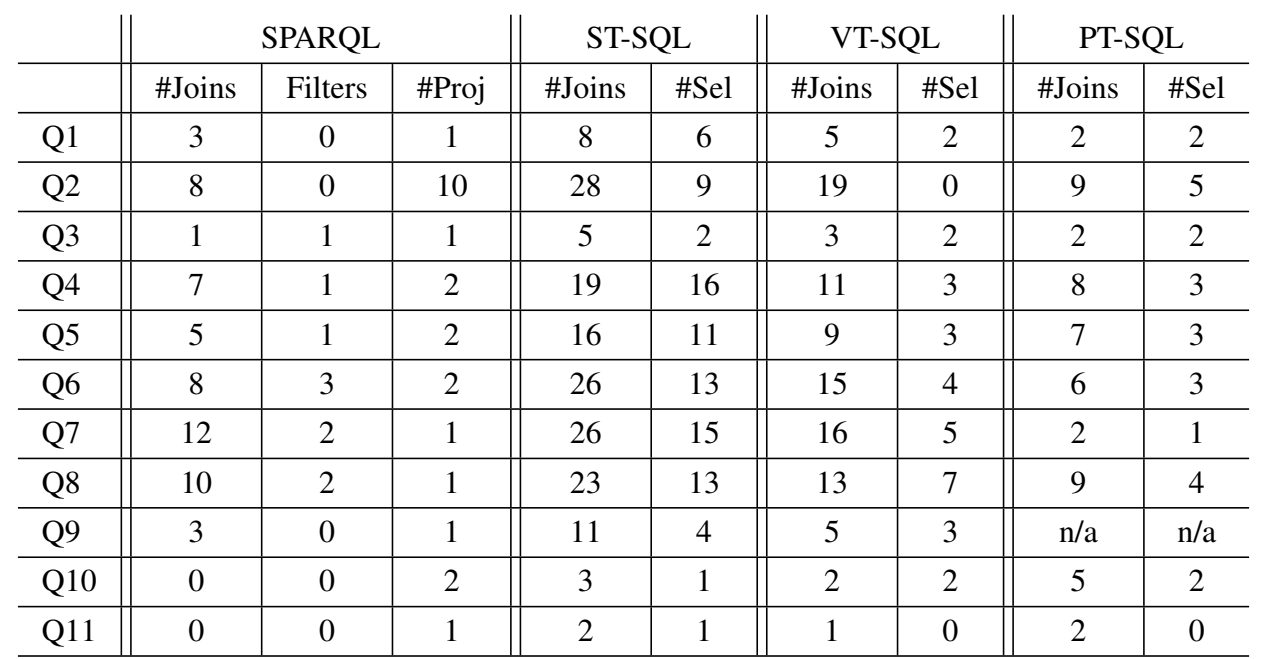 SPARQL ST-SQL VT-SQL PT-SQL
#Joins Filters #Proj #Joins #Sel #Joins #Sel #Joins #Sel
Q1 3 0 1 8 6 5 2 2 2
Q2 8 0 10 28 9 19 0 9 5
Q3 1 1 1 5 2 3 2 2 2
Q4 7 1 2 19 16 11 3 8 3
Q5 5 1 2 16 11 9 3 7 3
Q6 8 3 2 26 13 15 4 6 3
Q7 12 2 1 26 15 16 5 2 1
Q8 10 2 1 23 13 13 7 9 4
Q9 3 0 1 11 4 5 3 n/a n/a
Q10 0 0 2 3 1 2 2 5 2
Q11 0 0 1 2 1 1 0 2 0